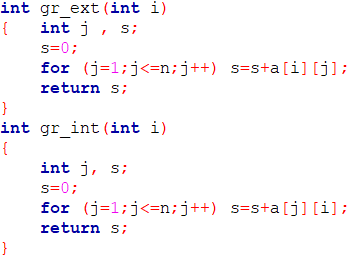 int gr_ext(int i)
{   int j , s;
    s=0;
    for (j=1;j<=n;j++) s=s+a[i][j];
    return s;
}
int gr_int(int i)
{
    int j, s;
    s=0;
    for (j=1;j<=n;j++) s=s+a[j][i];
    return s;
}